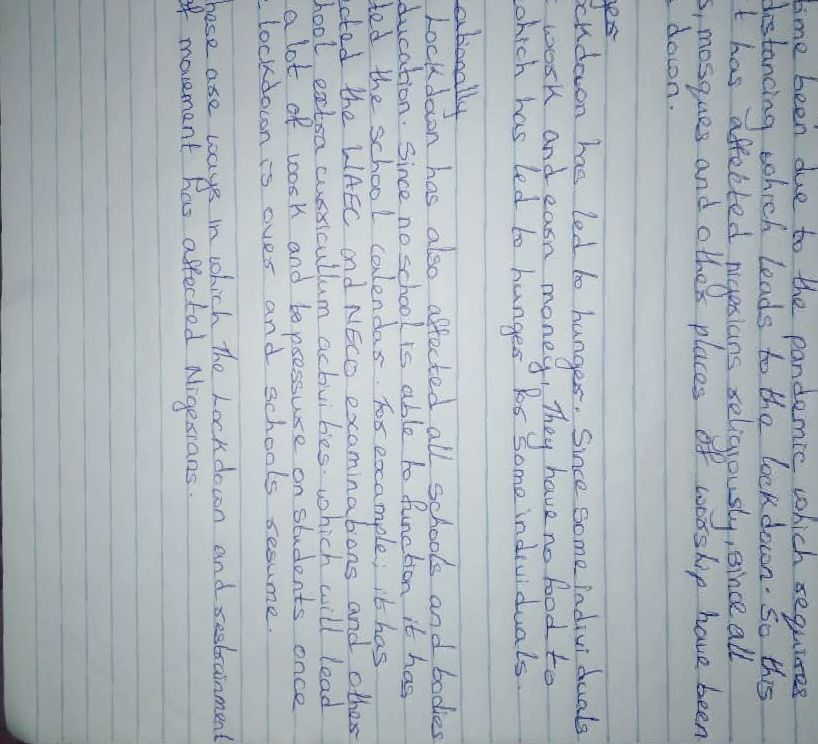 time been due to the pandemic which requires
distancing which leads to the lockdown. So this
t has affected nigerians religiously, since all
s, mosques and other places of worship have been
down.
ges
ockdown has led to hunger. Since some individuals
work and earn money, They have no food to
which has led to hunger for some individuals.
ationally
Lockdown has also affected all schools and bodies
ducation. Since no school is able to function it has
ted the school calendar. For example; it has
cted the WAEC and NECO examinations and other
hool extra curricullum activities. which will lead
a lot of work and to pressure on students once
lockdown is over and schools resume.
hese are ways in which the Lockdown and restrainment
of movement has affected Nigerians.